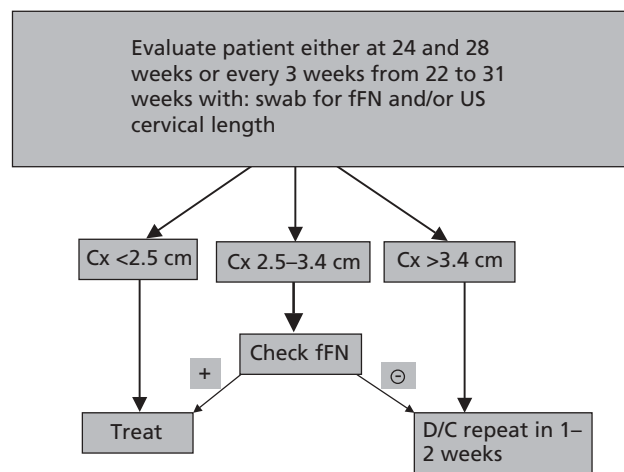 Evaluate patient either at 24 and 28
weeks or every 3 weeks from 22 to 31
weeks with: swab for fFN and/or US
cervical length
Cx <2.5 cm
Cx 2.5–3.4 cm
Cx >3.4 cm
Check fFN
+
⊖
Treat
D/C repeat in 1–
2 weeks